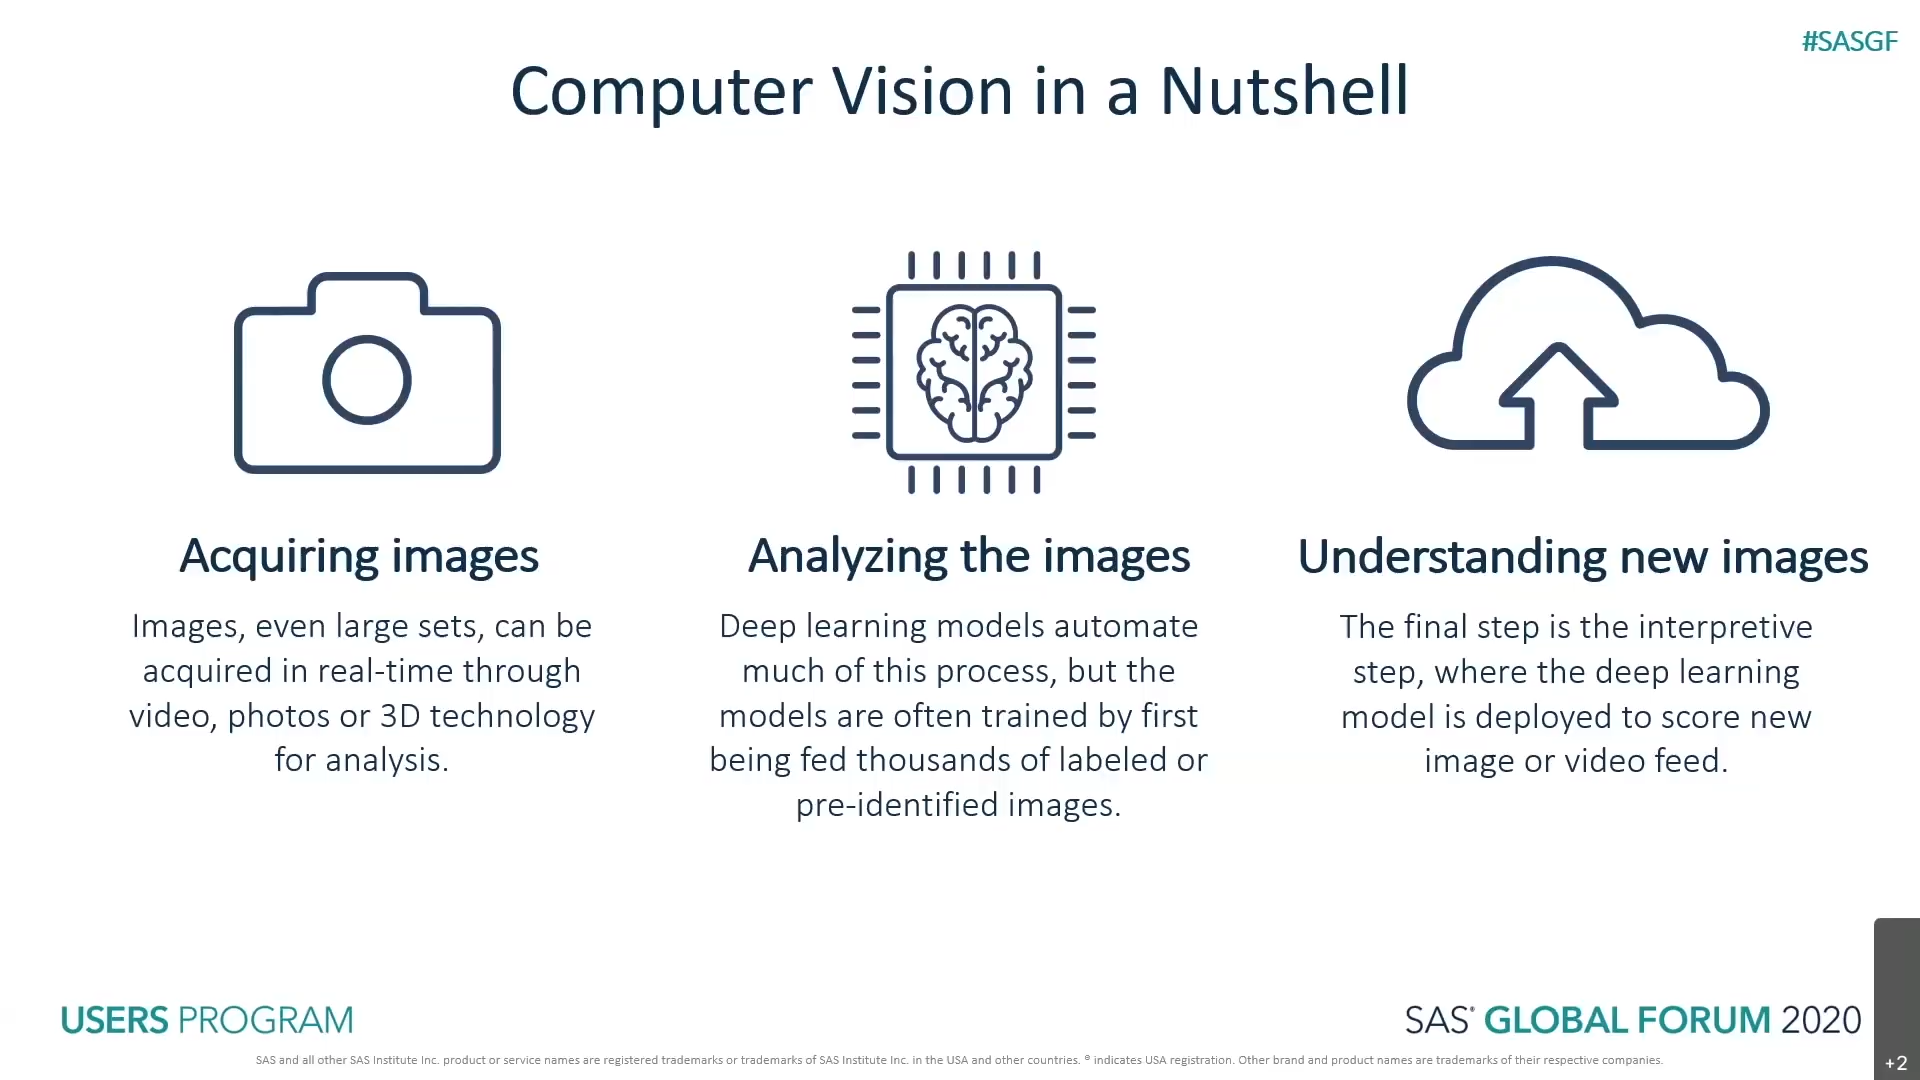 #SASGF
Computer Vision in a Nutshell
Acquiring images
Images, even large sets, can be
acquired in real-time through
video, photos or 3D technology
for analysis.
Analyzing the images
Deep learning models automate
much of this process, but the
models are often trained by first
being fed thousands of labeled or
pre-identified images.
Understanding new images
The final step is the interpretive
step, where the deep learning
model is deployed to score new
image or video feed.
USERS PROGRAM
SAS® GLOBAL FORUM 2020
SAS and all other SAS Institute Inc. product or service names are registered trademarks or trademarks of SAS Institute Inc. in the USA and other countries. ® indicates USA registration. Other brand and product names are trademarks of their respective companies.
+2